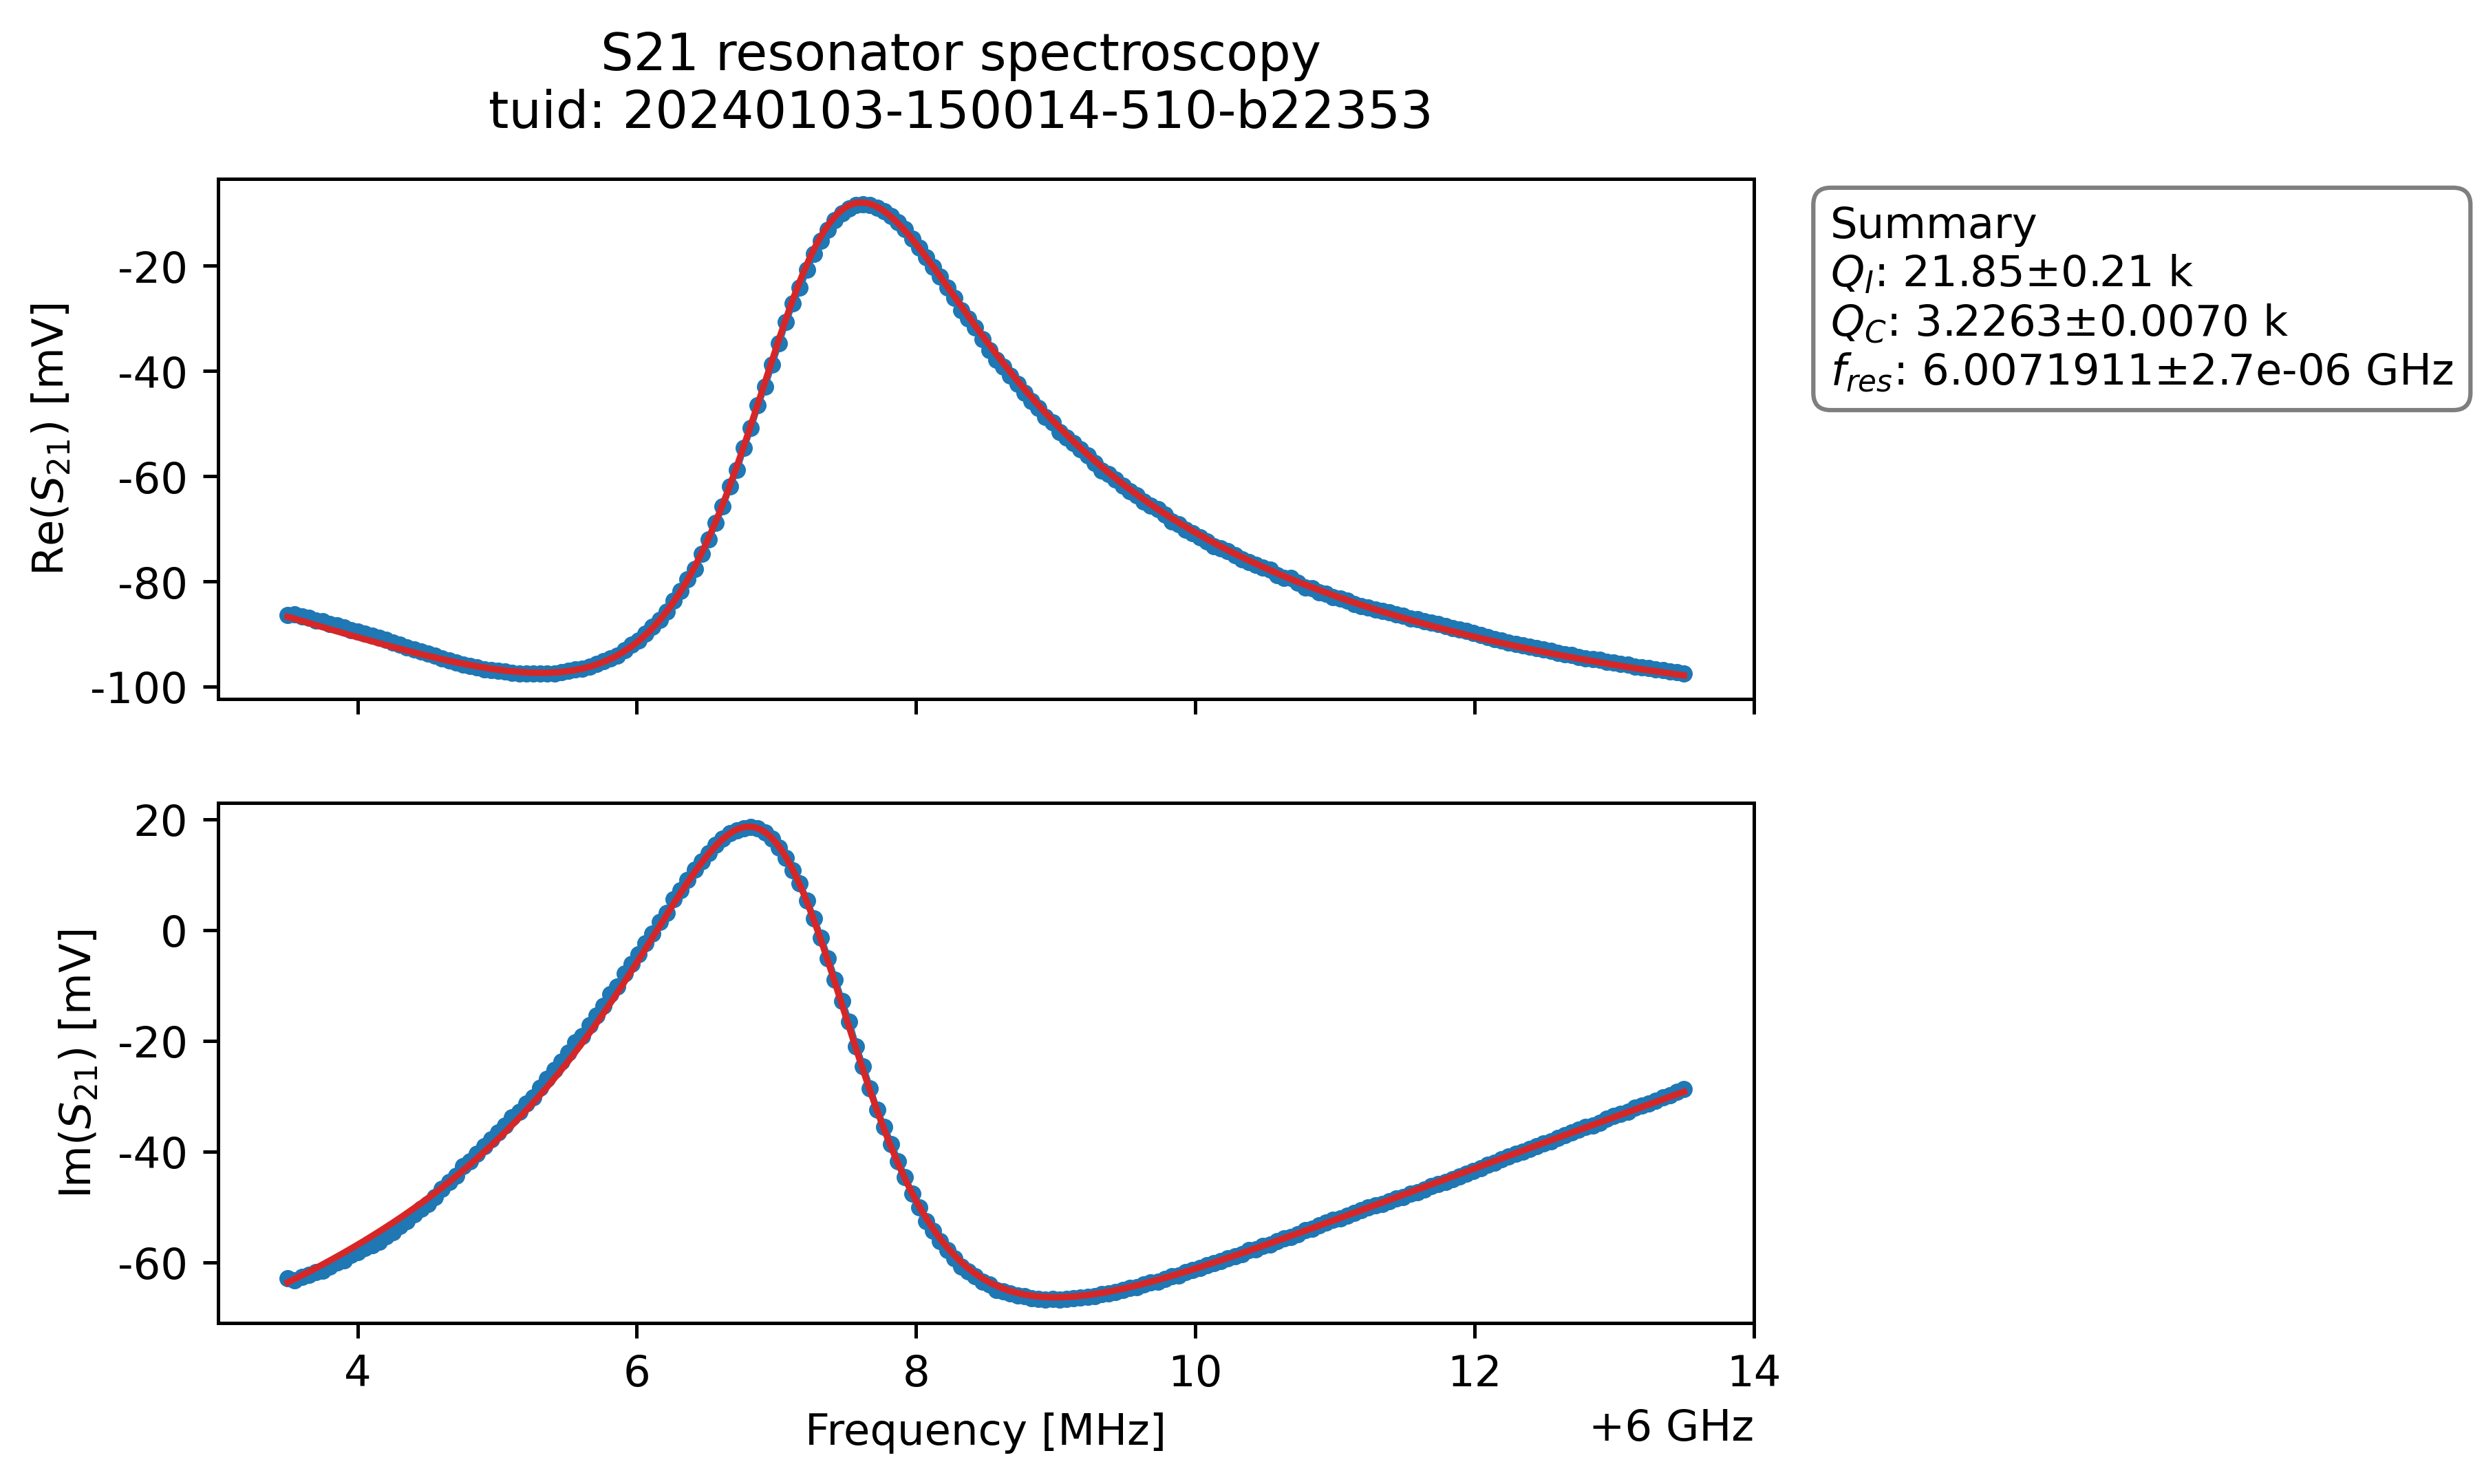 S21 resonator spectroscopy
tuid: 20240103-150014-510-b22353
Re(S21) [mV]
-20
-40
-60
-80
-100
Summary
QI: 21.85±0.21 k
QC: 3.2263±0.0070 k
fres: 6.0071911±2.7e-06 GHz
Im(S21) [mV]
20
0
-20
-40
-60
4 6 8 10 12 14
Frequency [MHz]
+6 GHz